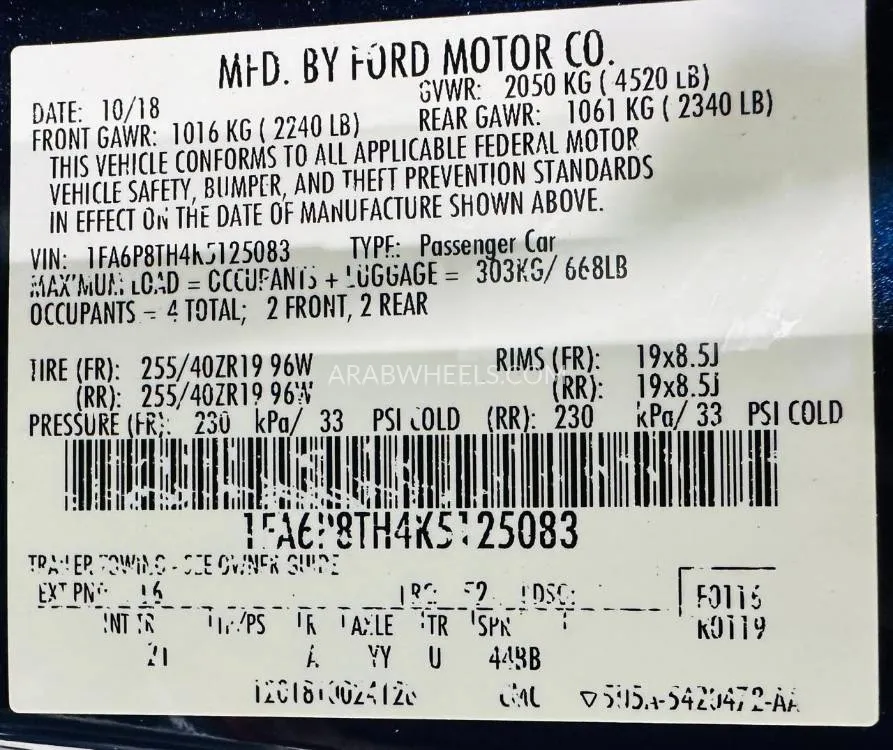 MFD. BY FORD MOTOR CO.
DATE: 10/18 GVWR: 2050 KG ( 4520 LB)
FRONT GAWR: 1016 KG ( 2240 LB) REAR GAWR: 1061 KG ( 2340 LB)
THIS VEHICLE CONFORMS TO ALL APPLICABLE FEDERAL MOTOR
VEHICLE SAFETY, BUMPER, AND THEFT PREVENTION STANDARDS
IN EFFECT ON THE DATE OF MANUFACTURE SHOWN ABOVE.
VIN: 1FA6P8TH4K5125083 TYPE: Passenger Car
MAXIMUM LOAD = OCCUPANTS + LUGGAGE = 303KG/ 668LB
OCCUPANTS = 4 TOTAL; 2 FRONT, 2 REAR
TIRE (FR): 255/40ZR19 96W RIMS (FR): 19x8.5J
ARABWHEELS.COM
(RR): 255/40ZR19 96W (RR): 19x8.5J
PRESSURE (FR): 230 kPa/ 33 PSI COLD (RR): 230 kPa/ 33 PSI COLD
1FA6P8TH4K5125083
TRAILER TOWING - SEE OWNER GUIDE
EXT PNT: RC: DSO: F0116
INT TR TP/PS R AXLE TR SPR R0119
A YY U 44BB